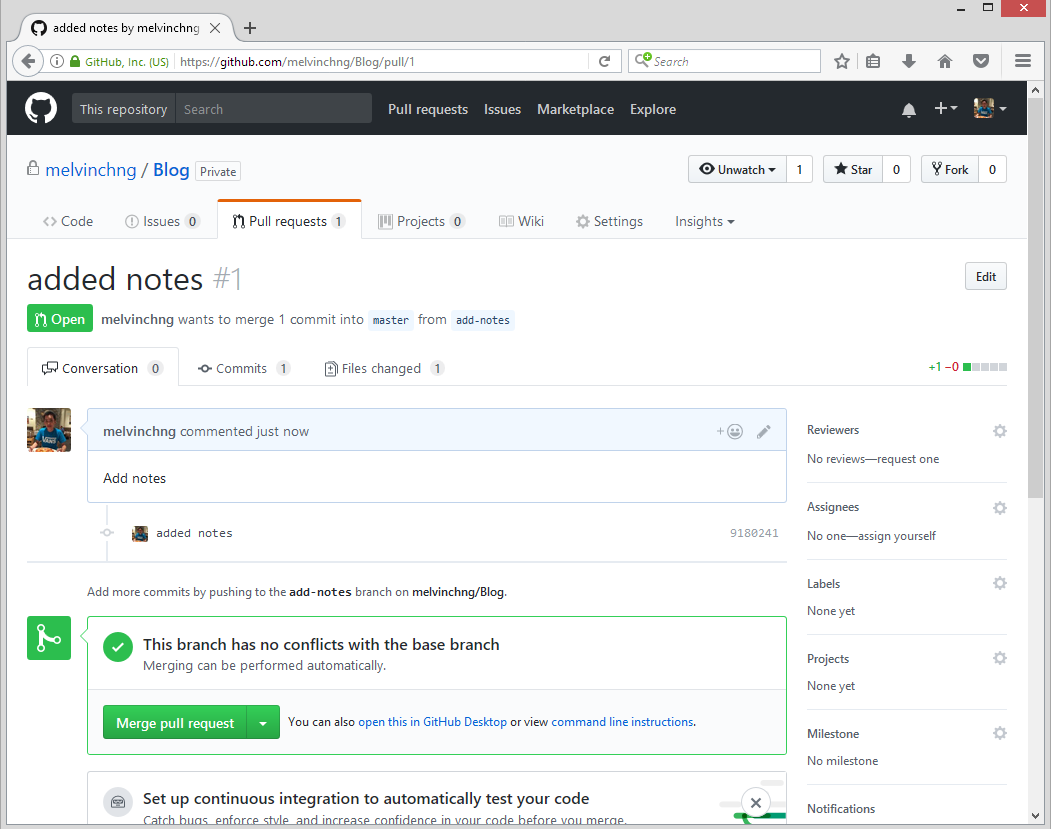 added notes by melvinchng
GitHub, Inc. (US)
https://github.com/melvinchng/Blog/pull/1
Search
This repository
Search
Pull requests
Issues
Marketplace
Explore
melvinchng / Blog
Private
Unwatch 1
Star 0
Fork 0
Code
Issues 0
Pull requests 1
Projects 0
Wiki
Settings
Insights
added notes #1
Edit
Open
melvinchng wants to merge 1 commit into master from add-notes
Conversation 0
Commits 1
Files changed 1
+1 −0
melvinchng commented just now
Add notes
added notes
9180241
Add more commits by pushing to the add-notes branch on melvinchng/Blog.
This branch has no conflicts with the base branch
Merging can be performed automatically.
Merge pull request
You can also open this in GitHub Desktop or view command line instructions.
Set up continuous integration to automatically test your code
Catch bugs, enforce style, and increase confidence in your code before you merge.
Reviewers
No reviews—request one
Assignees
No one—assign yourself
Labels
None yet
Projects
None yet
Milestone
No milestone
Notifications